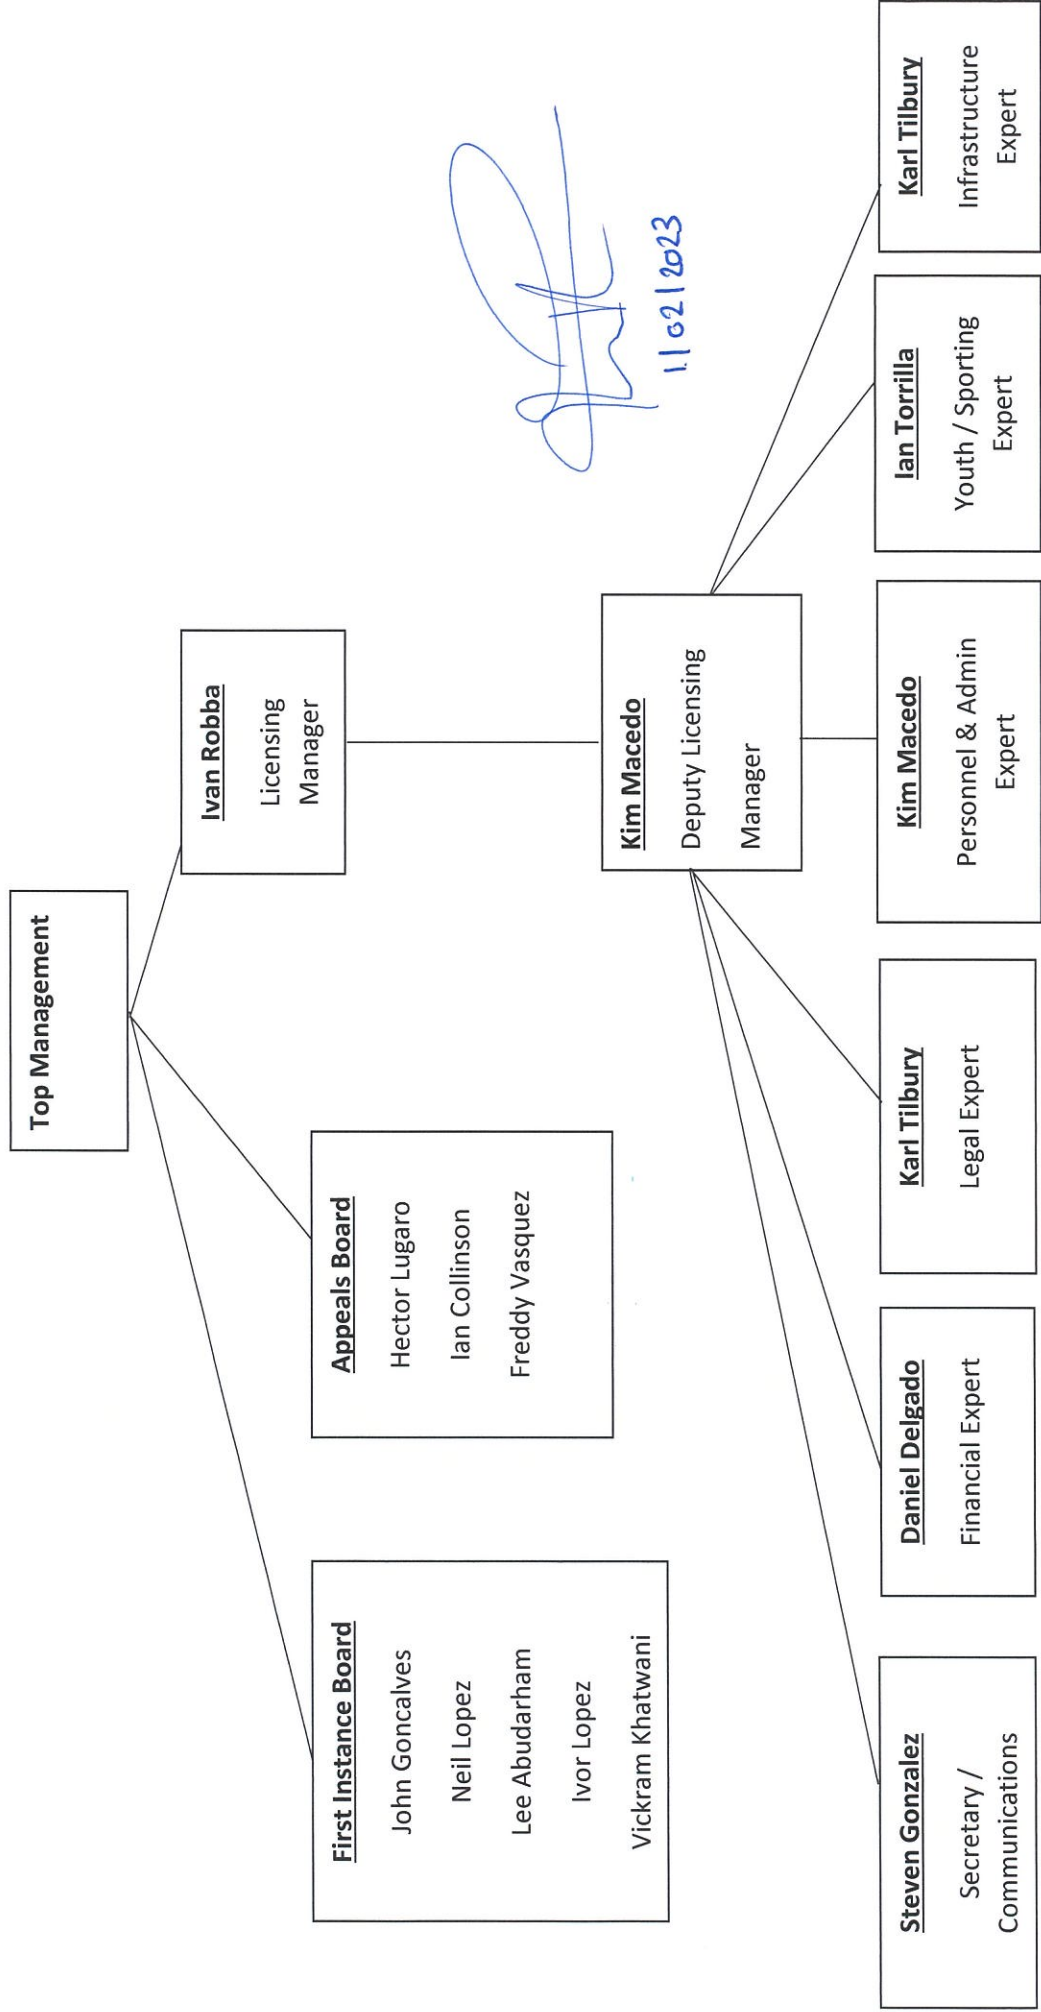 Top Management
Ivan Robba
Licensing
Manager
First Instance Board
John Goncalves
Neil Lopez
Lee Abudarham
Ivor Lopez
Vickram Khatwani
Appeals Board
Hector Lugaro
Ian Collinson
Freddy Vasquez
Kim Macedo
Deputy Licensing
Manager
1/02/2023
Steven Gonzalez
Secretary /
Communications
Daniel Delgado
Financial Expert
Karl Tilbury
Legal Expert
Kim Macedo
Personnel & Admin
Expert
Ian Torrilla
Youth / Sporting
Expert
Karl Tilbury
Infrastructure
Expert